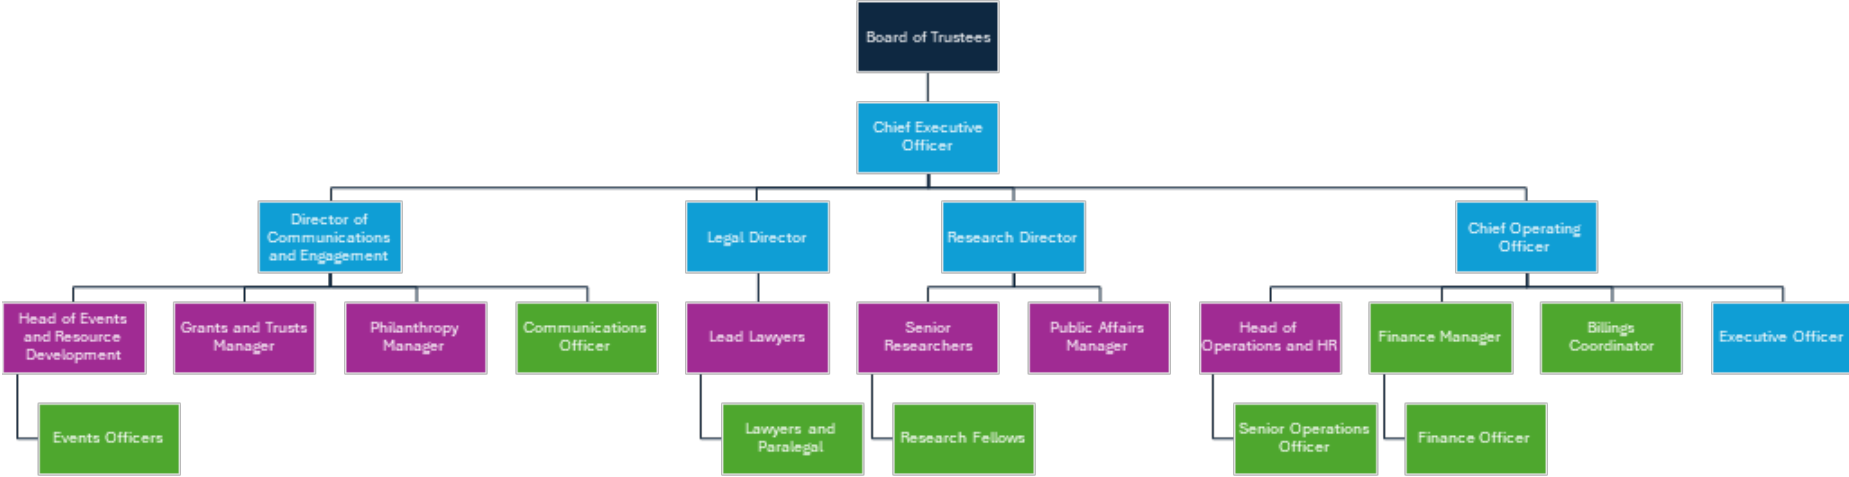 Board of Trustees
Chief Executive
Officer
Director of
Communications
and Engagement
Legal Director
Research Director
Chief Operating
Officer
Head of Events
and Resource
Development
Grants and Trusts
Manager
Philanthropy
Manager
Communications
Officer
Lead Lawyers
Senior
Researchers
Public Affairs
Manager
Head of
Operations and HR
Finance Manager
Billings
Coordinator
Executive Officer
Events Officers
Lawyers and
Paralegal
Research Fellows
Senior Operations
Officer
Finance Officer